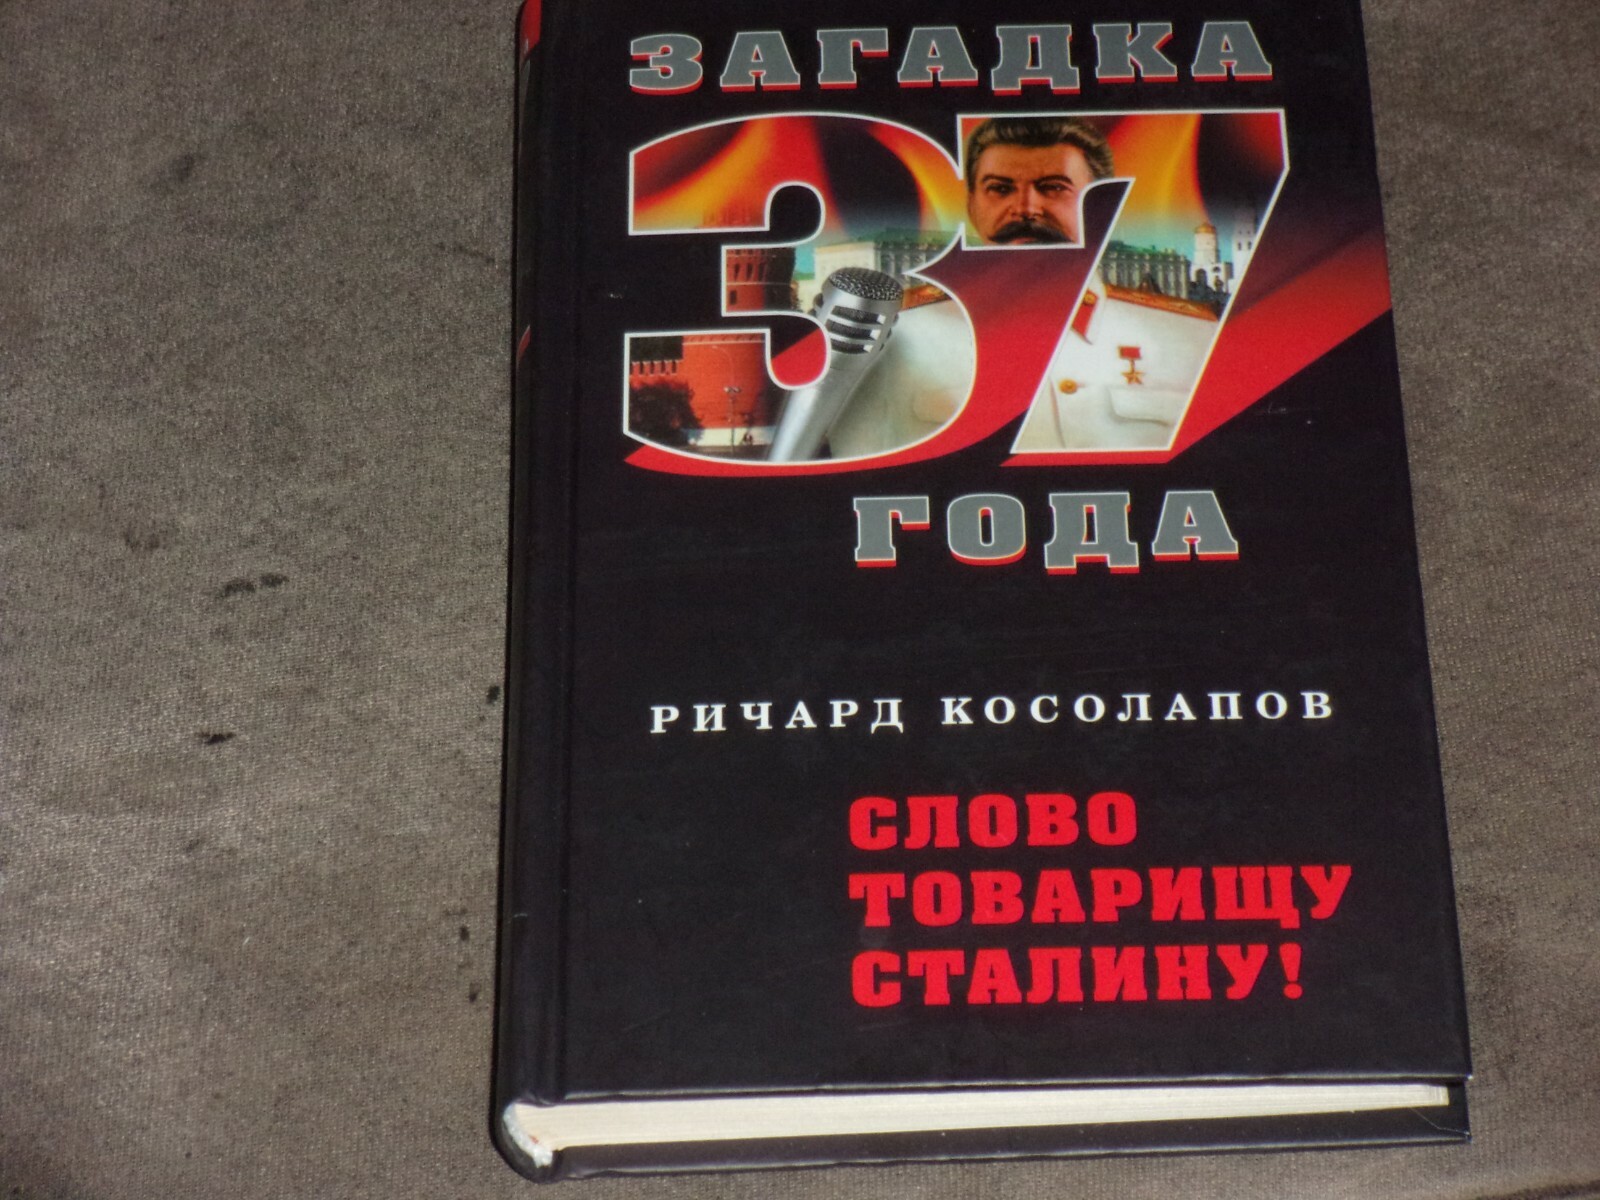 ЗАГАДКА
37
ГОДА
РИЧАРД КОСОЛАПОВ
СЛОВО
ТОВАРИЩУ
СТАЛИНУ!